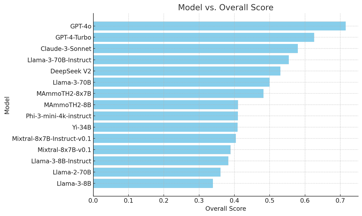 Model vs. Overall Score
Model
GPT-4o
GPT-4-Turbo
Claude-3-Sonnet
Llama-3-70B-Instruct
DeepSeek V2
Llama-3-70B
MAmmoTH2-8x7B
MAmmoTH2-8B
Phi-3-mini-4k-instruct
Yi-34B
Mixtral-8x7B-Instruct-v0.1
Mixtral-8x7B-v0.1
Llama-3-8B-Instruct
Llama-2-70B
Llama-3-8B
0.0 0.1 0.2 0.3 0.4 0.5 0.6 0.7
Overall Score